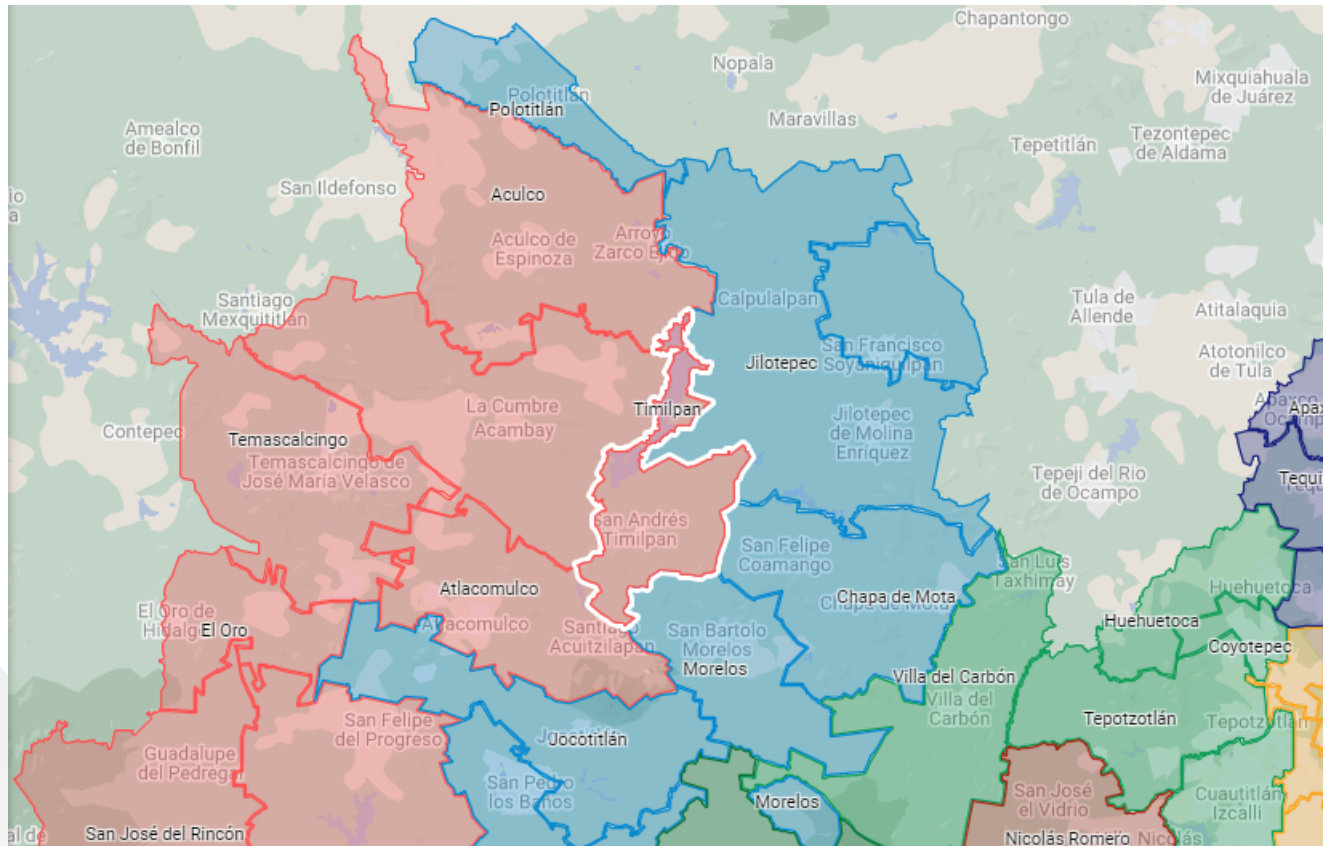 Chapantongo
Nopala
Mixquiahuala
de Juárez
Polotitlán
Polotitlán
Maravillas
Amealco
de Bonfil
Tepetitlán
Tezontepec
de Aldama
San Ildefonso
Aculco
Aculco de
Espinoza
Arroyo
Zarco
Santiago
Mexquititlán
Calpulalpan
Tula de
Allende
Atitalaquia
San Francisco
Soyaniquilpan
Jilotepec
Atotonilco
de Tula
La Cumbre
Acambay
Timilpan
Jilotepec
de Molina
Enríquez
Contepec
Temascalcingo
Temascalcingo de
José María Velasco
Tepeji del Rio
de Ocampo
San Andrés
Timilpan
San Felipe
Coamango
San Luis
Taxhimay
Atlacomulco
Chapa de Mota
Chapa de Mota
Huehuetoca
Huehuetoca
El Oro de
Hidalgo
El Oro
Atlacomulco
Santiago
Acuitzilapan
San Bartolo
Morelos
Morelos
Coyotepec
Villa del Carbón
Villa del
Carbón
Tepotzotlán
Tepotzotlán
San Felipe
del Progreso
Jocotitlán
Guadalupe
del Pedregal
San Pedro
los Baños
Morelos
San José
el Vidrio
Cuautitlán
Izcalli
San José del Rincón
Nicolás Romero
Nicolás